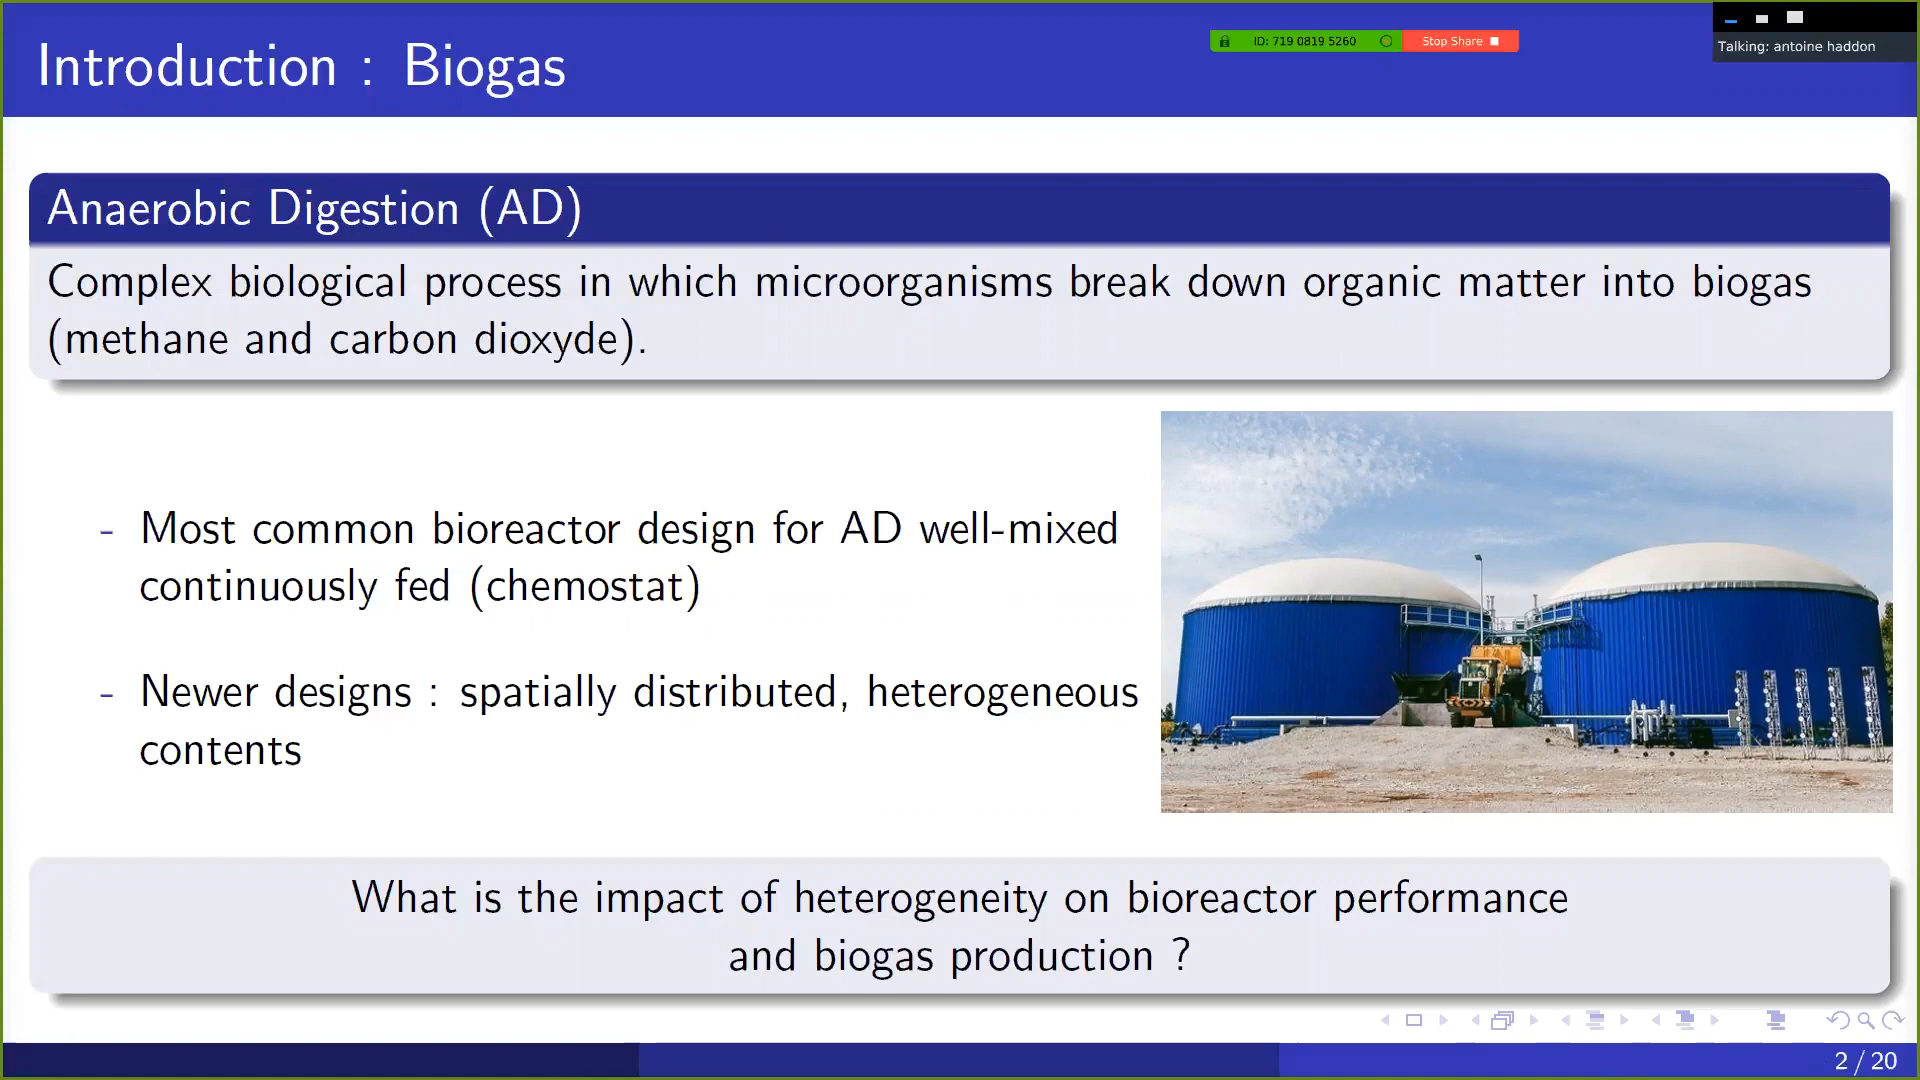 Introduction : Biogas
ID: 719 0819 5260
Stop Share
Talking: antoine haddon
Anaerobic Digestion (AD)
Complex biological process in which microorganisms break down organic matter into biogas
(methane and carbon dioxyde).
- Most common bioreactor design for AD well-mixed
continuously fed (chemostat)
- Newer designs : spatially distributed, heterogeneous
contents
What is the impact of heterogeneity on bioreactor performance
and biogas production ?
2 / 20